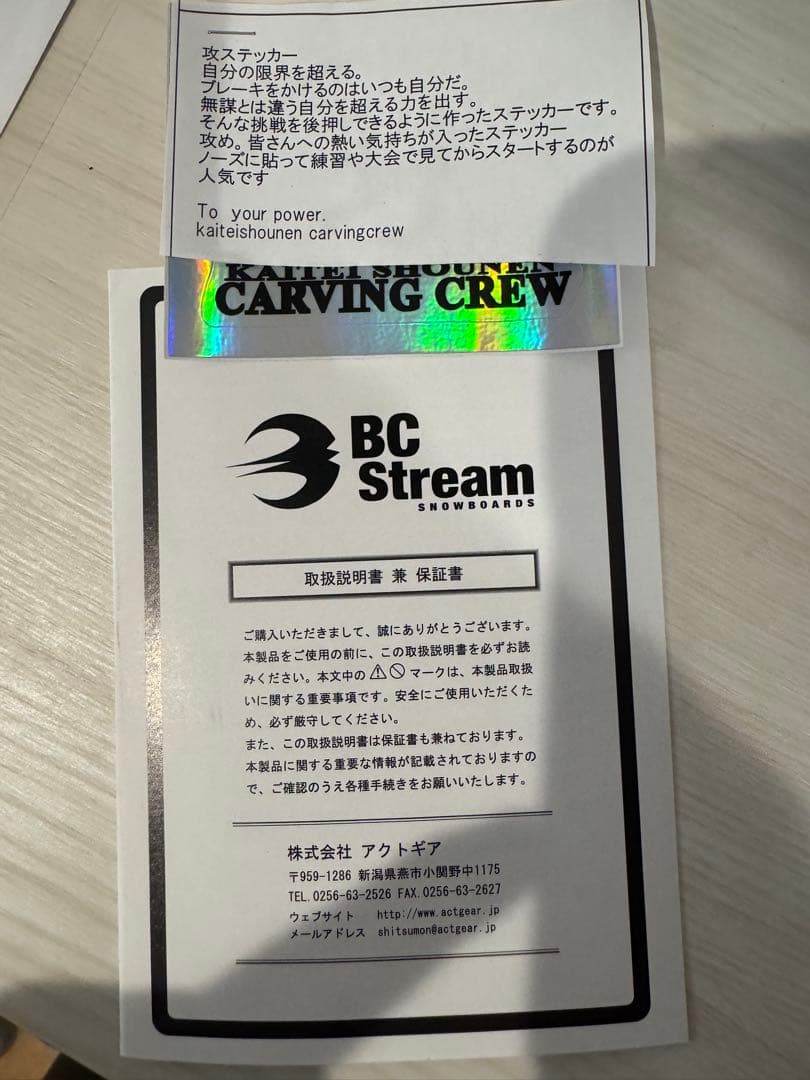 攻ステッカー
自分の限界を超える。
ブレーキをかけるのはいつも自分だ。
無謀とは違う自分を超える力を出す。
そんな挑戦を後押しできるように作ったステッカーです。
攻め。皆さんへの熱い気持ちが入ったステッカー
ノーズに貼って練習や大会で見てからスタートするのが
人気です
To your power.
kaiteishounen carvingcrew
KAITEI SHOUNEN
CARVING CREW
BC
Stream
SNOWBOARDS
取扱説明書 兼 保証書
ご購入いただきまして、誠にありがとうございます。
本製品をご使用の前に、この取扱説明書を必ずお読
みください。本文中の⚠🚫マークは、本製品取扱
いに関する重要事項です。安全にご使用いただくた
め、必ず厳守してください。
また、この取扱説明書は保証書も兼ねております。
本製品に関する重要な情報が記載されておりますの
で、ご確認のうえ各種手続きをお願いいたします。
株式会社 アクトギア
〒959-1286 新潟県燕市小関野中1175
TEL.0256-63-2526 FAX.0256-63-2627
ウェブサイト http://www.actgear.jp
メールアドレス shitsumon@actgear.jp